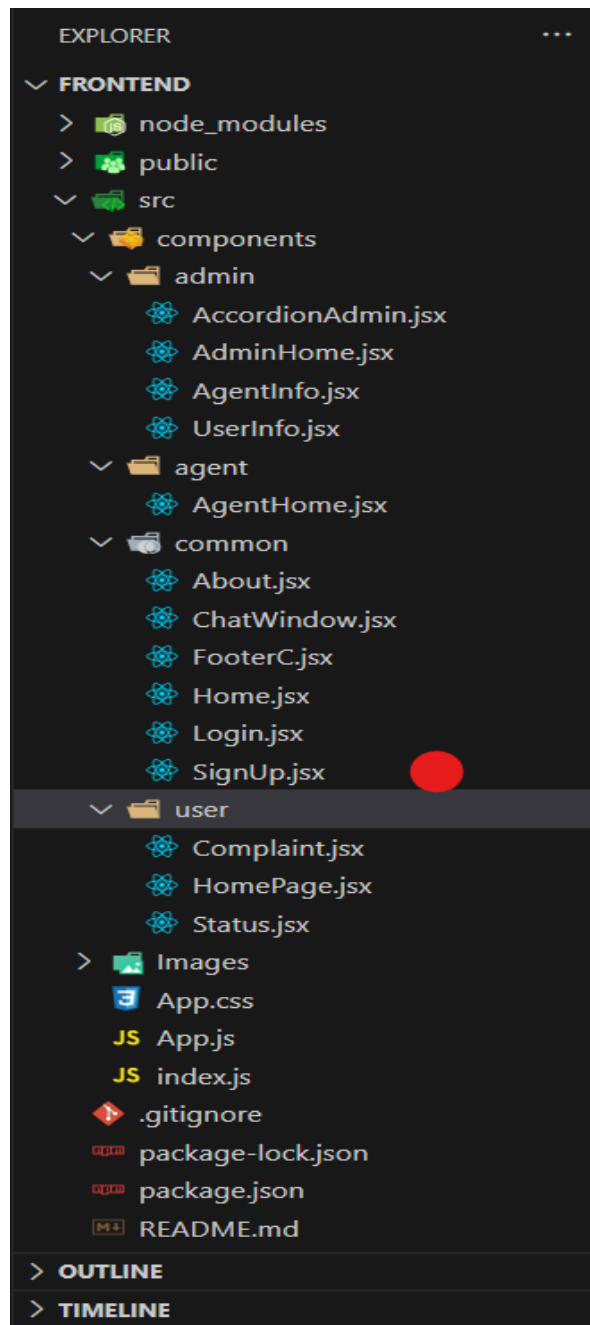 EXPLORER ...
FRONTEND
node_modules
public
src
components
admin
AccordionAdmin.jsx
AdminHome.jsx
AgentInfo.jsx
UserInfo.jsx
agent
AgentHome.jsx
common
About.jsx
ChatWindow.jsx
FooterC.jsx
Home.jsx
Login.jsx
SignUp.jsx
user
Complaint.jsx
HomePage.jsx
Status.jsx
Images
App.css
JS App.js
JS index.js
.gitignore
package-lock.json
package.json
README.md
OUTLINE
TIMELINE